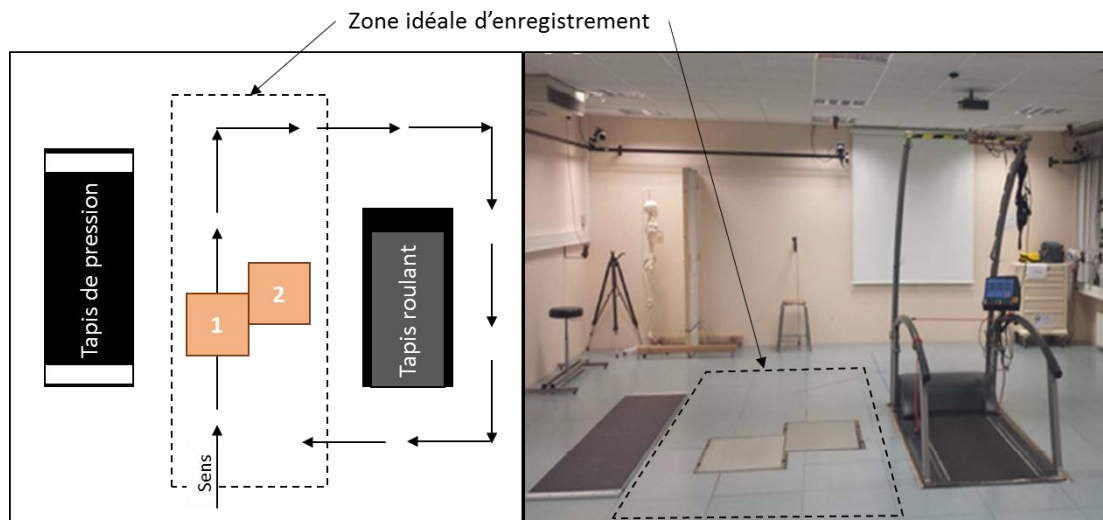 Zone idéale d’enregistrement
Tapis de pression
1
2
Tapis roulant
Sens